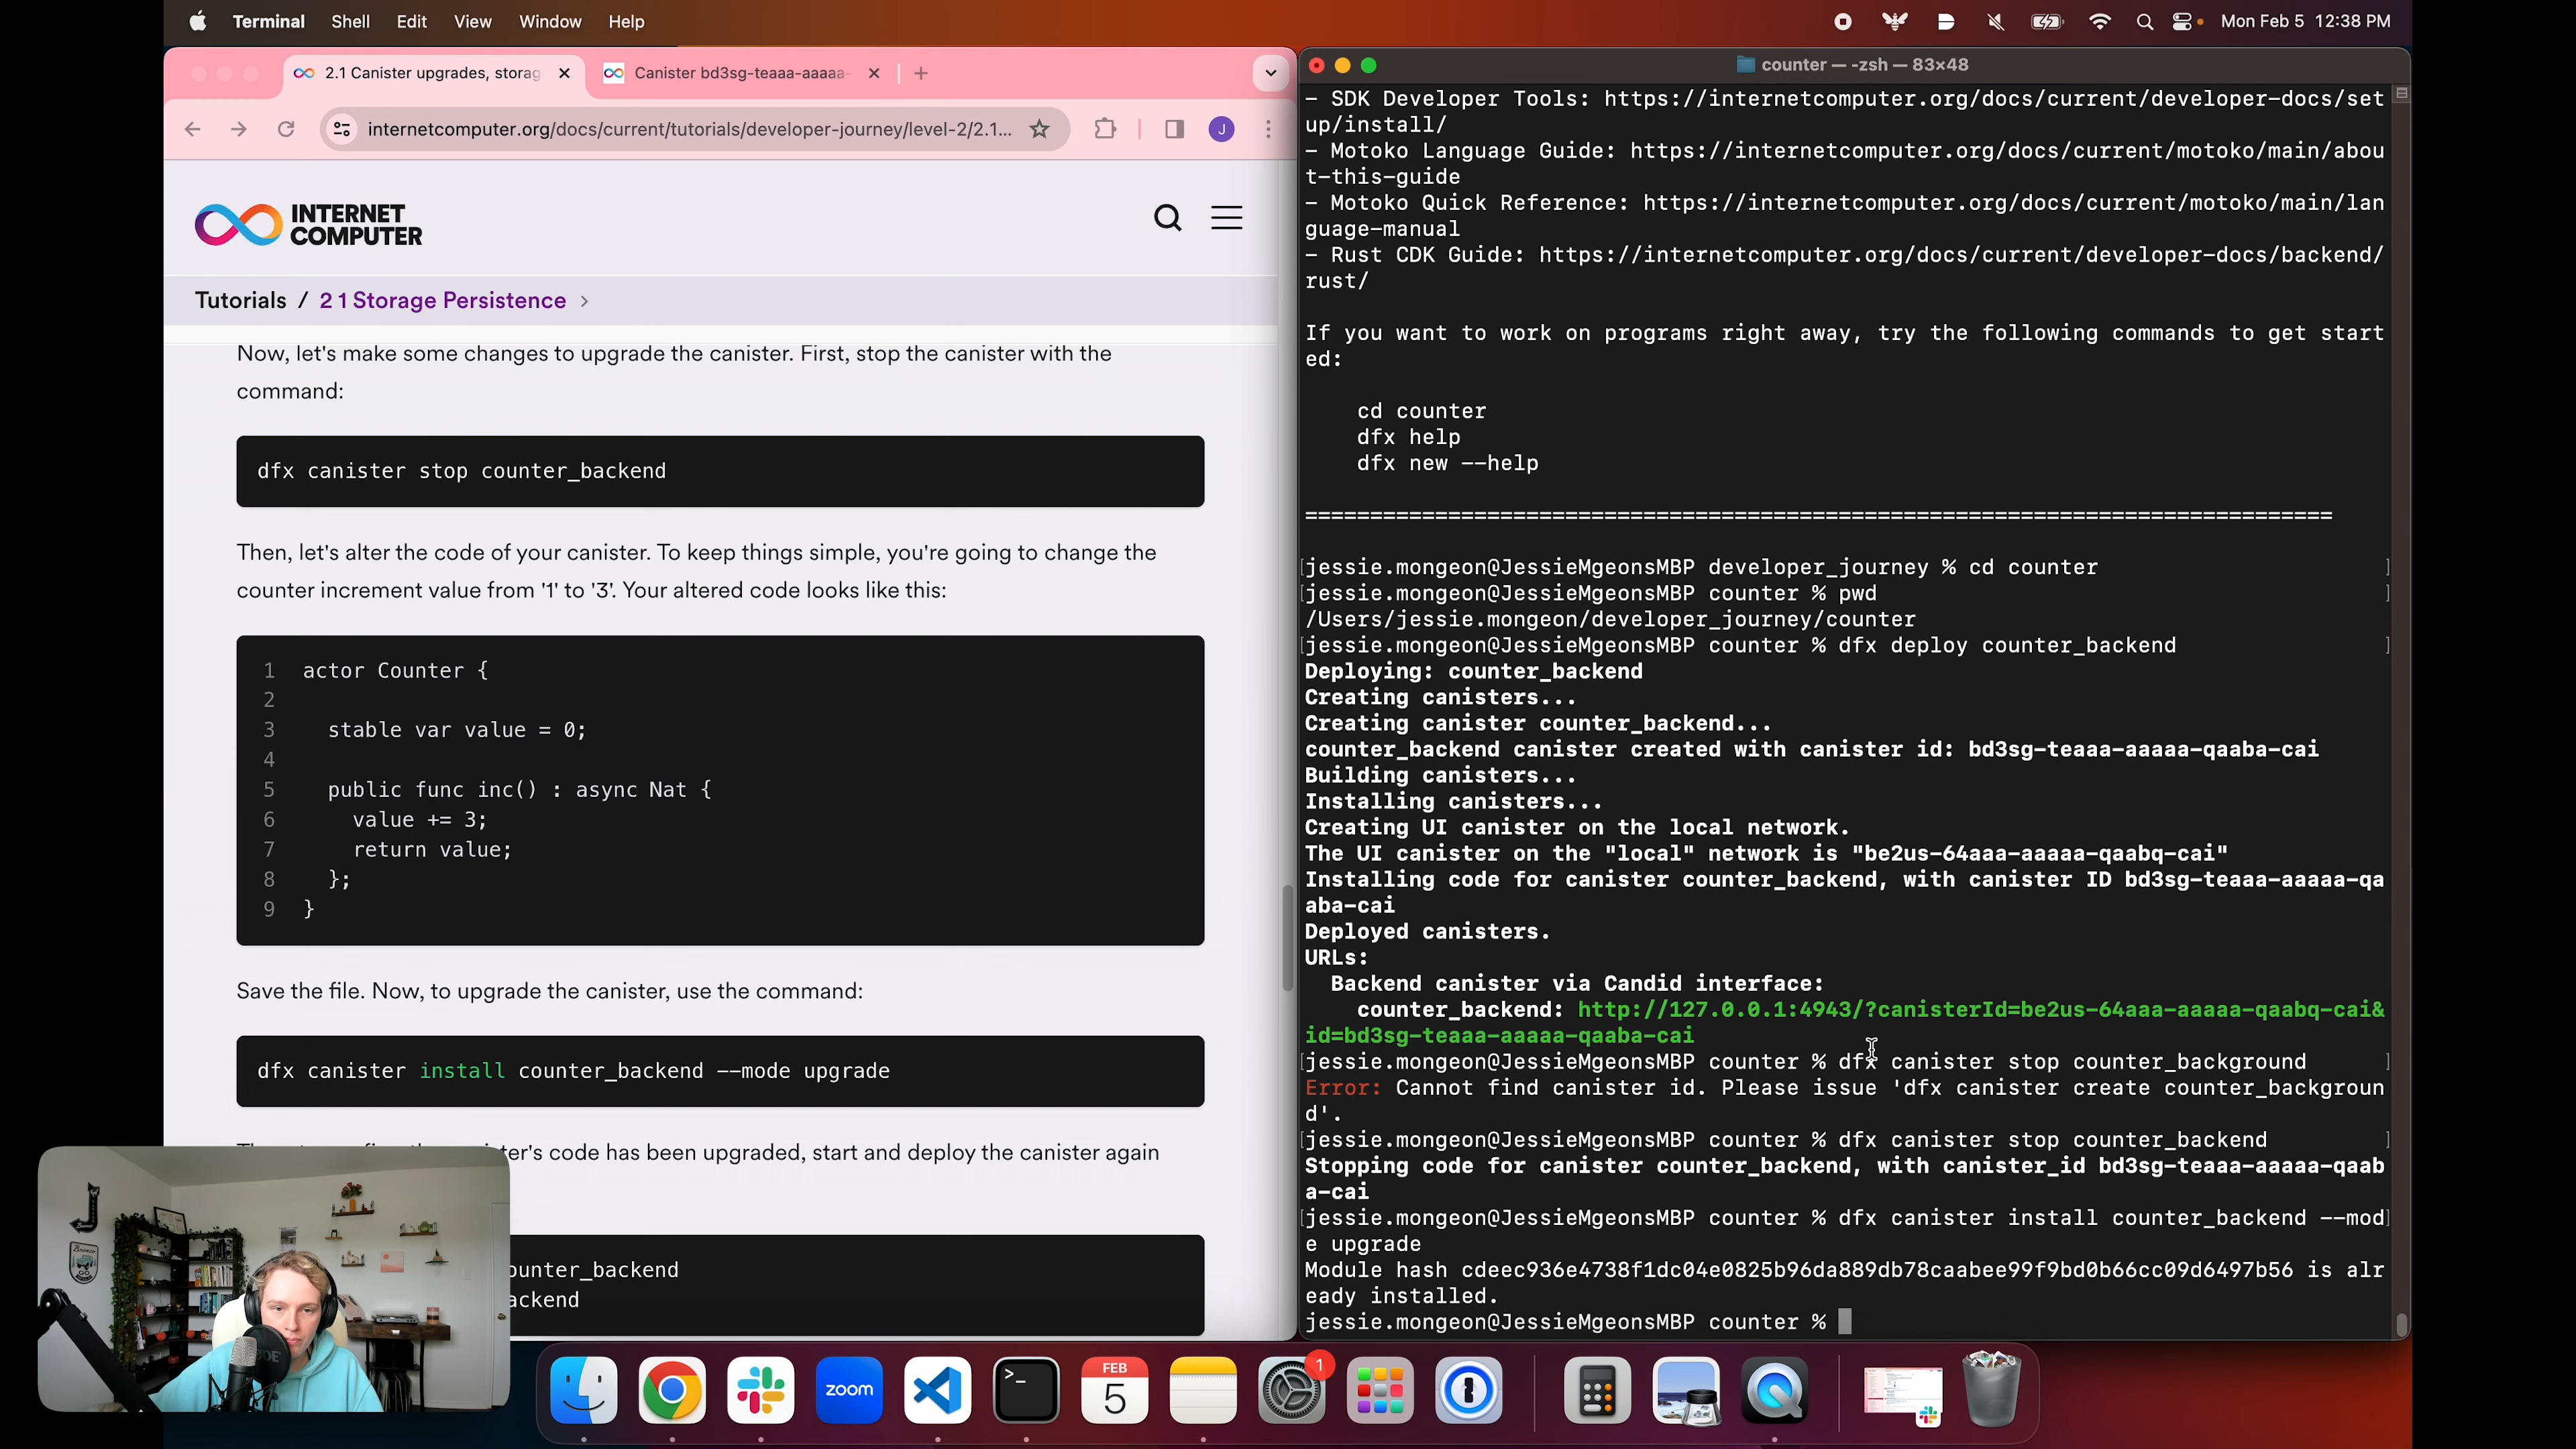 Terminal Shell Edit View Window Help
Mon Feb 5 12:38 PM
2.1 Canister upgrades, storag
Canister bd3sg-teaaa-aaaaa-
internetcomputer.org/docs/current/tutorials/developer-journey/level-2/2.1...
J
INTERNET
COMPUTER
Tutorials / 2 1 Storage Persistence >
Now, let's make some changes to upgrade the canister. First, stop the canister with the
command:
dfx canister stop counter_backend
Then, let's alter the code of your canister. To keep things simple, you're going to change the
counter increment value from '1' to '3'. Your altered code looks like this:
1 actor Counter {
2
3 stable var value = 0;
4
5 public func inc() : async Nat {
6 value += 3;
7 return value;
8 };
9 }
Save the file. Now, to upgrade the canister, use the command:
dfx canister install counter_backend --mode upgrade
ter's code has been upgraded, start and deploy the canister again
ounter_backend
ackend
counter — -zsh — 83×48
- SDK Developer Tools: https://internetcomputer.org/docs/current/developer-docs/set
up/install/
- Motoko Language Guide: https://internetcomputer.org/docs/current/motoko/main/abou
t-this-guide
- Motoko Quick Reference: https://internetcomputer.org/docs/current/motoko/main/lan
guage-manual
- Rust CDK Guide: https://internetcomputer.org/docs/current/developer-docs/backend/
rust/
If you want to work on programs right away, try the following commands to get start
ed:
cd counter
dfx help
dfx new --help
===============================================================================
[jessie.mongeon@JessieMgeonsMBP developer_journey % cd counter ]
[jessie.mongeon@JessieMgeonsMBP counter % pwd ]
/Users/jessie.mongeon/developer_journey/counter
[jessie.mongeon@JessieMgeonsMBP counter % dfx deploy counter_backend ]
Deploying: counter_backend
Creating canisters...
Creating canister counter_backend...
counter_backend canister created with canister id: bd3sg-teaaa-aaaaa-qaaba-cai
Building canisters...
Installing canisters...
Creating UI canister on the local network.
The UI canister on the "local" network is "be2us-64aaa-aaaaa-qaabq-cai"
Installing code for canister counter_backend, with canister ID bd3sg-teaaa-aaaaa-qa
aba-cai
Deployed canisters.
URLs:
Backend canister via Candid interface:
counter_backend: http://127.0.0.1:4943/?canisterId=be2us-64aaa-aaaaa-qaabq-cai&
id=bd3sg-teaaa-aaaaa-qaaba-cai
[jessie.mongeon@JessieMgeonsMBP counter % dfx canister stop counter_background ]
Error: Cannot find canister id. Please issue 'dfx canister create counter_backgroun
d'.
[jessie.mongeon@JessieMgeonsMBP counter % dfx canister stop counter_backend ]
Stopping code for canister counter_backend, with canister_id bd3sg-teaaa-aaaaa-qaab
a-cai
[jessie.mongeon@JessieMgeonsMBP counter % dfx canister install counter_backend --mod]
e upgrade
Module hash cdeec936e4738f1dc04e0825b96da889db78caabee99f9bd0b66cc09d6497b56 is alr
eady installed.
jessie.mongeon@JessieMgeonsMBP counter %
zoom
>_
FEB
5
1